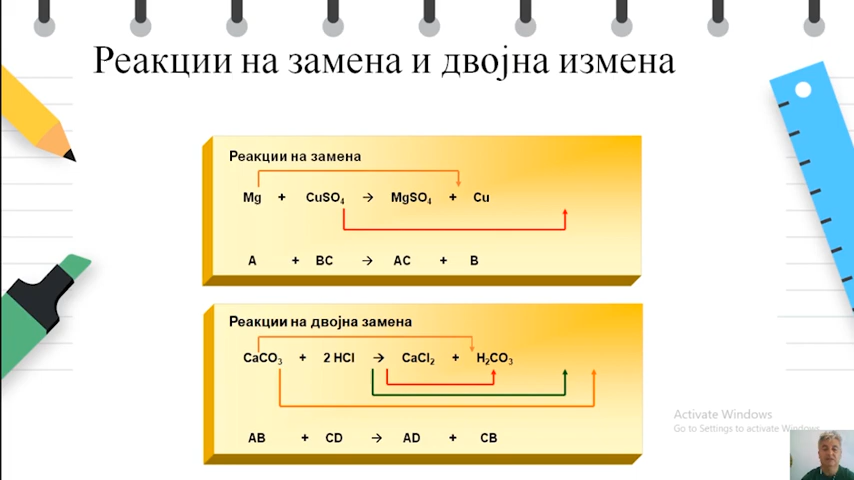 Реакции на замена и двојна измена
Реакции на замена
Mg + CuSO₄ → MgSO₄ + Cu
A + BC → AC + B
Реакции на двојна замена
CaCO₃ + 2 HCl → CaCl₂ + H₂CO₃
AB + CD → AD + CB
Activate Windows
Go to Settings to activate Windows.